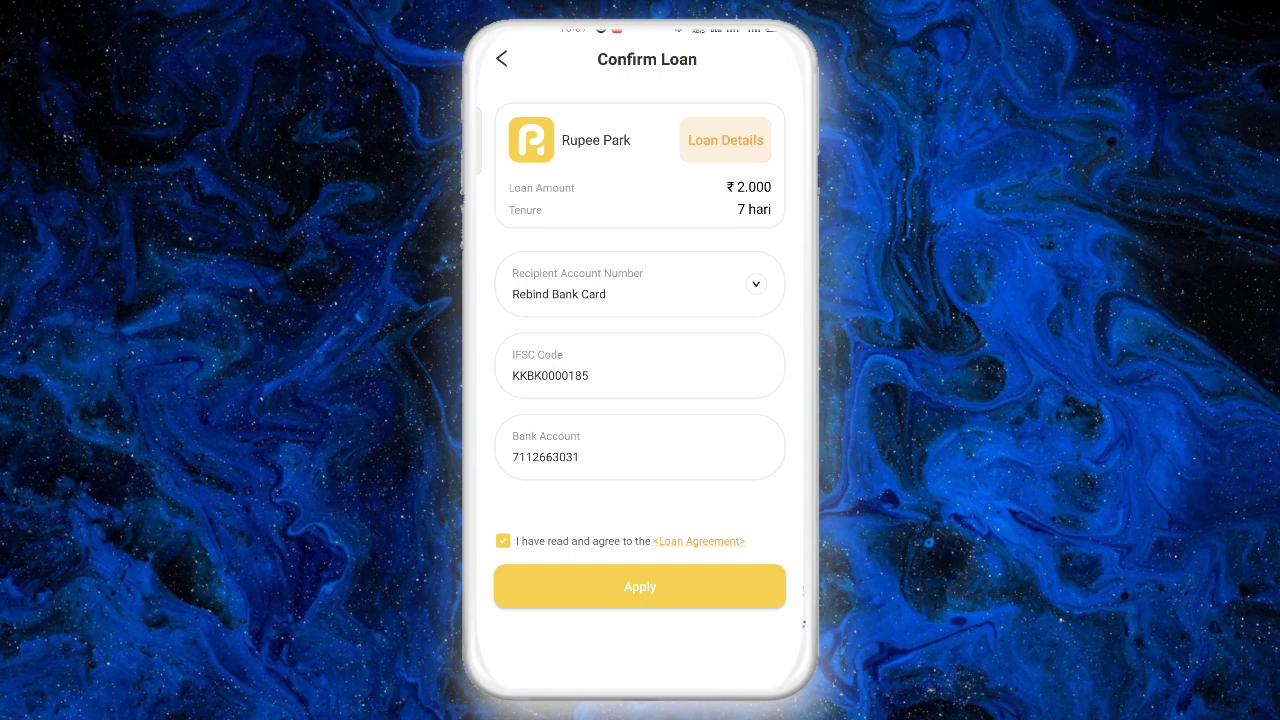 Confirm Loan
Rupee Park
Loan Details
Loan Amount ₹ 2.000
Tenure 7 hari
Recipient Account Number
Rebind Bank Card
IFSC Code
KKBK0000185
Bank Account
7112663031
I have read and agree to the <Loan Agreement>
Apply